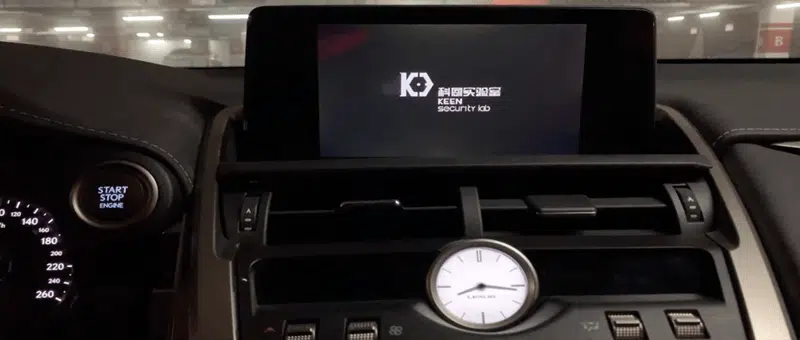 B
科恩实验室
KEEN
security lab
START
STOP
ENGINE
120
140
160
180
200
220
240
260
LEXUS